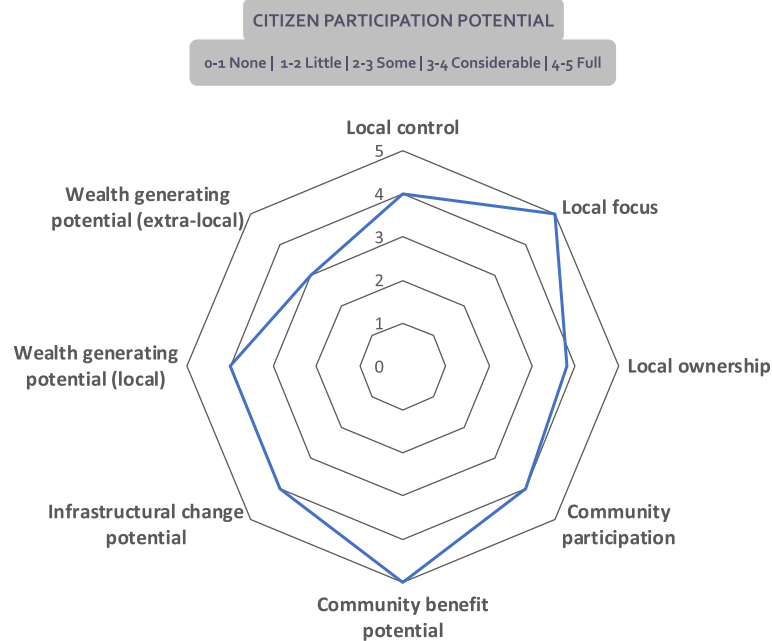 CITIZEN PARTICIPATION POTENTIAL
0-1 None | 1-2 Little | 2-3 Some | 3-4 Considerable | 4-5 Full
Local control
5
Wealth generating
potential (extra-local)
4
Local focus
3
2
1
Wealth generating
potential (local)
0
Local ownership
Infrastructural change
potential
Community
participation
Community benefit
potential